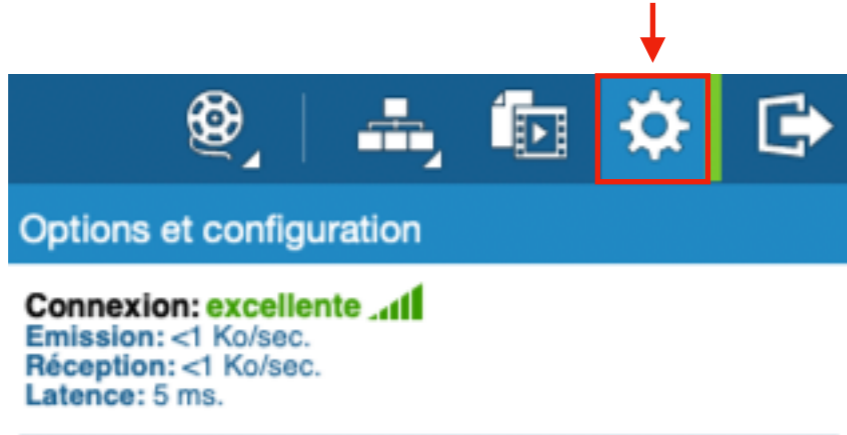 Options et configuration
Connexion: excellente
Emission: <1 Ko/sec.
Réception: <1 Ko/sec.
Latence: 5 ms.